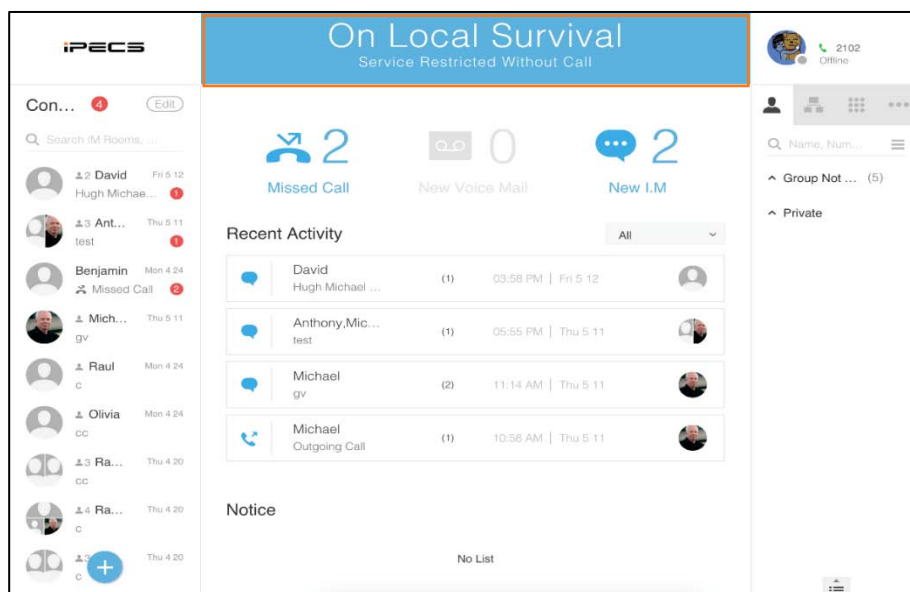 iPECS
On Local Survival
Service Restricted Without Call
2102
Offline
Con... 4 Edit
Search IM Rooms, ...
2 David Fri 5 12
Hugh Michae... 1
3 Ant... Thu 5 11
test 1
Benjamin Mon 4 24
Missed Call 2
Mich... Thu 5 11
gv
Raul Mon 4 24
c
Olivia Mon 4 24
cc
3 Ra... Thu 4 20
cc
4 Ra... Thu 4 20
c
3 Thu 4 20
c
2 0 2
Missed Call New Voice Mail New I.M
Recent Activity All
David
Hugh Michael ... (1) 03:58 PM | Fri 5 12
Anthony,Mic...
test (1) 05:55 PM | Thu 5 11
Michael
gv (2) 11:14 AM | Thu 5 11
Michael
Outgoing Call (1) 10:58 AM | Thu 5 11
Notice
No List
Name, Num...
Group Not ... (5)
Private